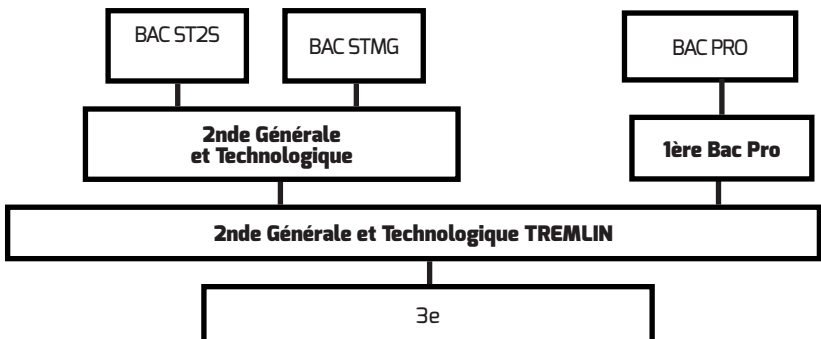 BAC ST2S
BAC STMG
BAC PRO
2nde Générale
et Technologique
1ère Bac Pro
2nde Générale et Technologique TREMLIN
3e